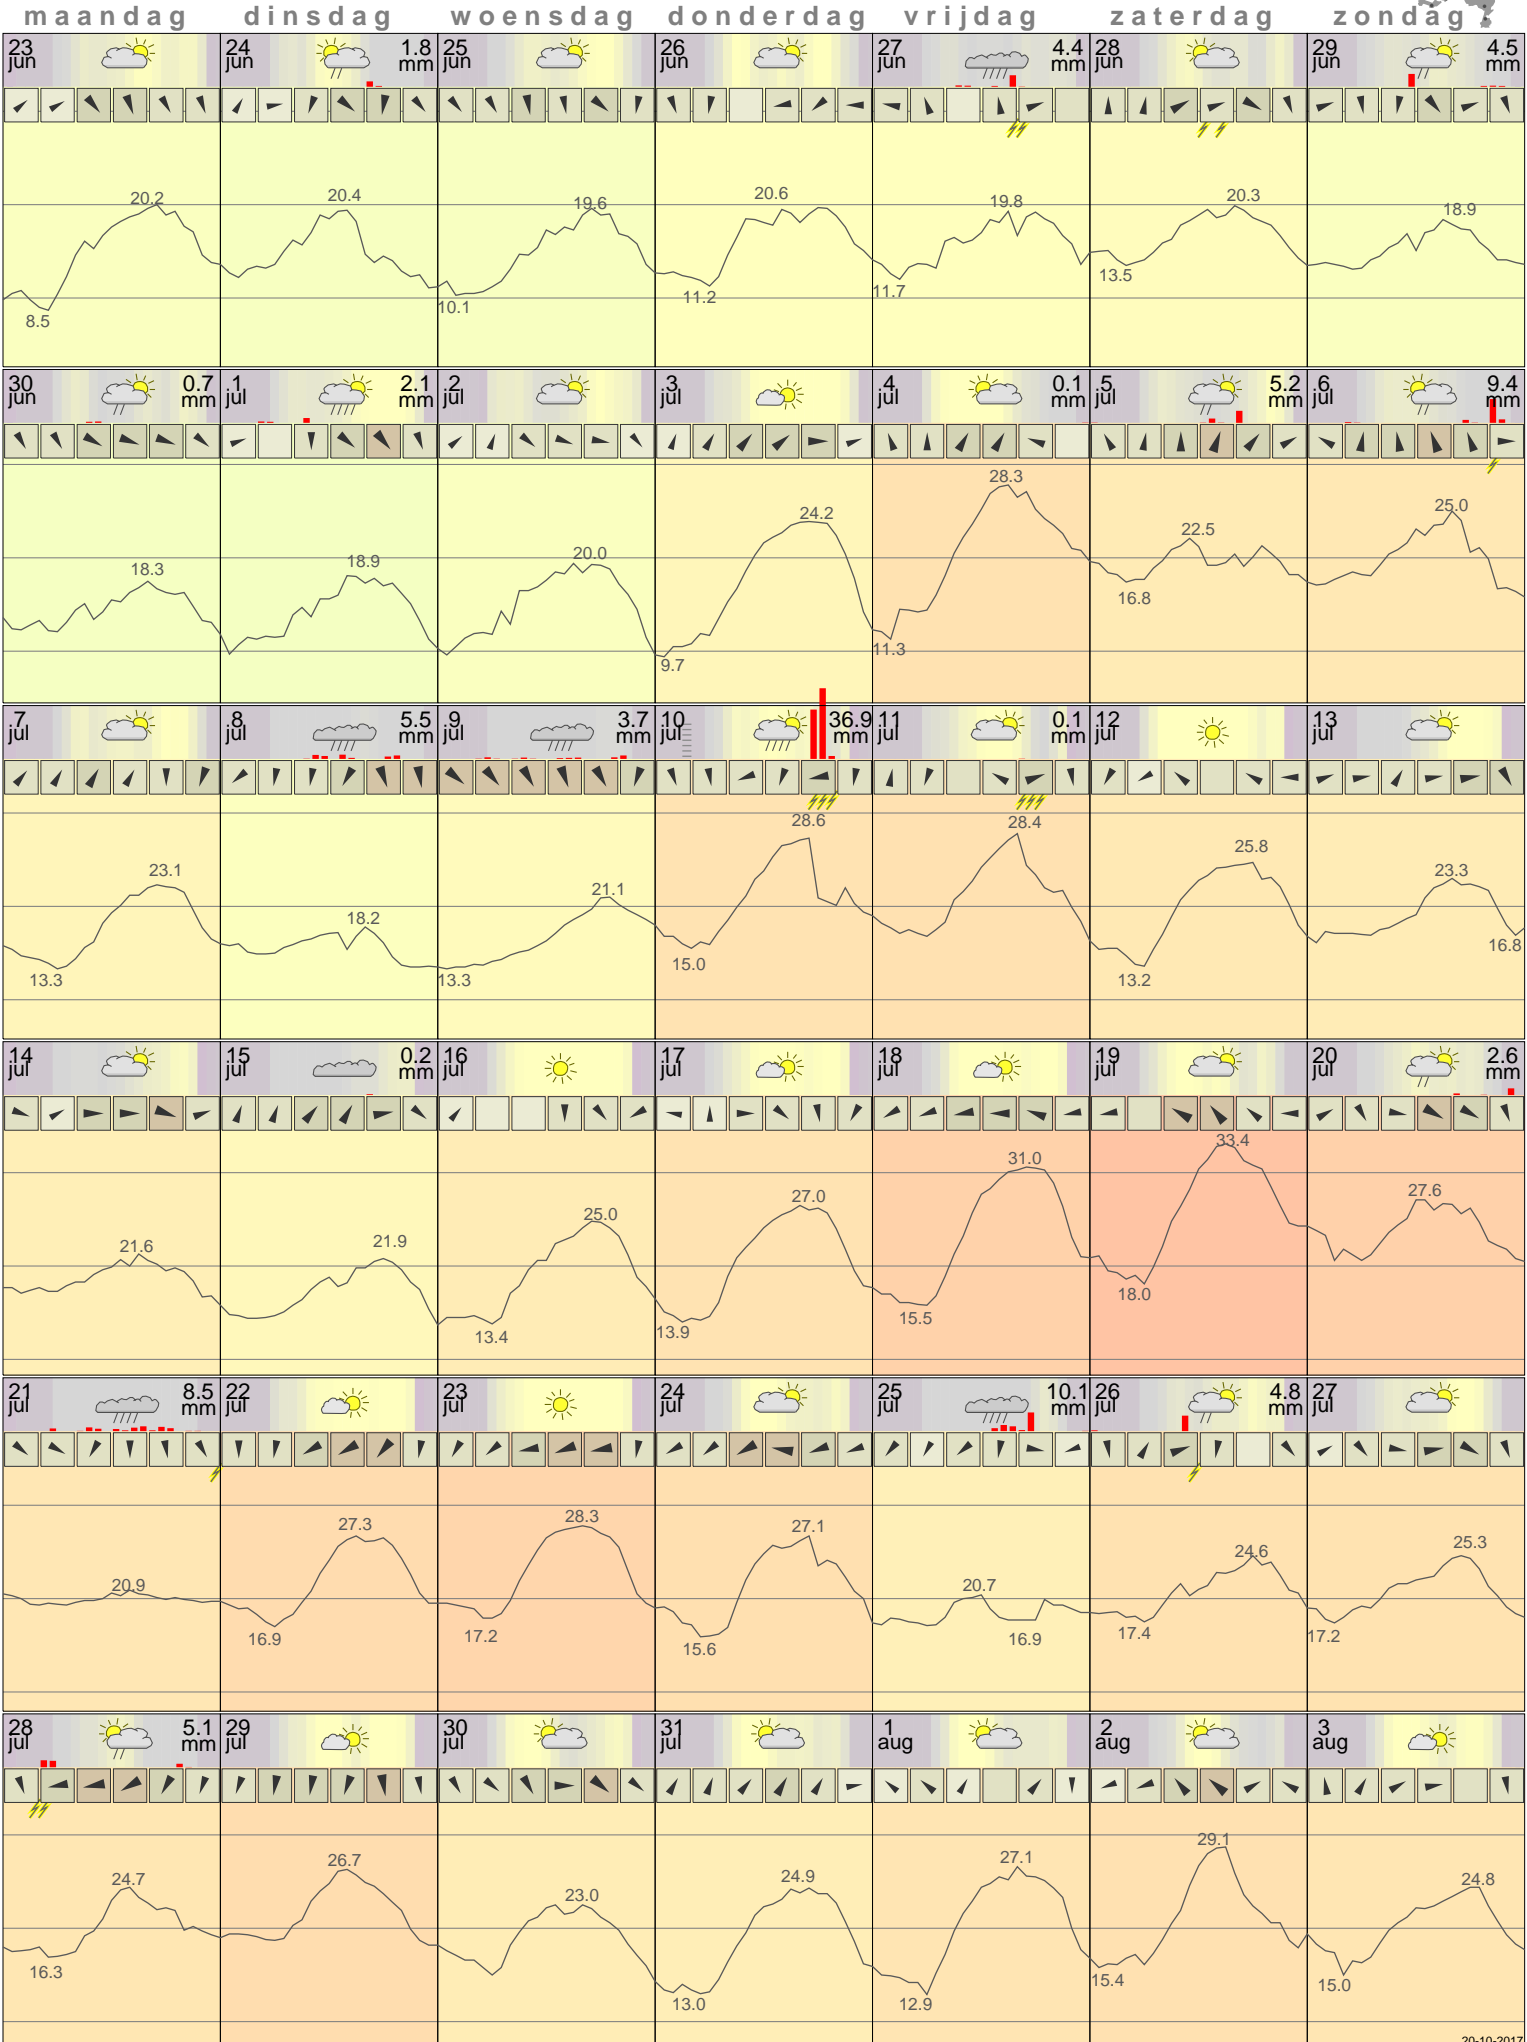 maandag dinsdag woensdag donderdag vrijdag zaterdag zondag
23 jun 24 jun 1.8 mm 25 jun 26 jun 27 jun 4.4 mm 28 jun 29 jun 4.5 mm
20.2 20.4 19.6 20.6 19.8 20.3 18.9
8.5 10.1 11.2 11.7 13.5
30 jun 0.7 mm 1 jul 2.1 mm 2 jul 3 jul 4 jul 0.1 mm 5 jul 5.2 mm 6 jul 9.4 mm
18.3 18.9 20.0 24.2 28.3 22.5 25.0
9.7 11.3 16.8
7 jul 8 jul 5.5 mm 9 jul 3.7 mm 10 jul 36.9 mm 11 jul 0.1 mm 12 jul 13 jul
23.1 18.2 21.1 28.6 28.4 25.8 23.3
13.3 13.3 15.0 13.2 16.8
14 jul 15 jul 0.2 mm 16 jul 17 jul 18 jul 19 jul 20 jul 2.6 mm
21.6 21.9 25.0 27.0 31.0 33.4 27.6
13.4 13.9 15.5 18.0
21 jul 8.5 mm 22 jul 23 jul 24 jul 25 jul 10.1 mm 26 jul 4.8 mm 27 jul
20.9 27.3 28.3 27.1 20.7 24.6 25.3
16.9 17.2 15.6 16.9 17.4 17.2
28 jul 5.1 mm 29 jul 30 jul 31 jul 1 aug 2 aug 3 aug
24.7 26.7 23.0 24.9 27.1 29.1 24.8
16.3 13.0 12.9 15.4 15.0
20-10-2017